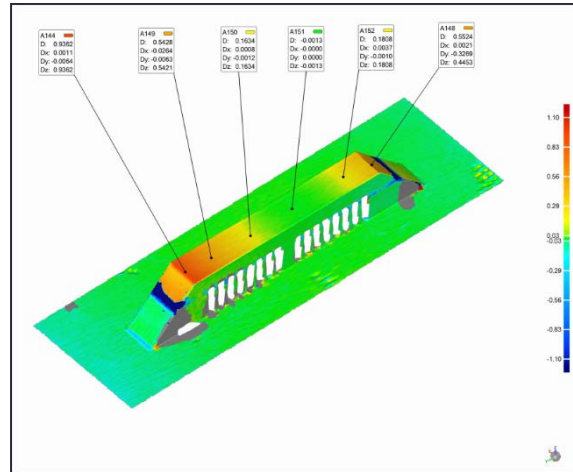 A144
D: 0.9362
Dx: 0.0011
Dy: -0.0064
Dz: 0.9362
A149
D: 0.5428
Dx: -0.0264
Dy: -0.0063
Dz: 0.5421
A150
D: 0.1634
Dx: 0.0008
Dy: -0.0012
Dz: 0.1634
A151
D: -0.0013
Dx: -0.0000
Dy: 0.0000
Dz: -0.0013
A152
D: 0.1808
Dx: 0.0037
Dy: -0.0010
Dz: 0.1808
A148
D: 0.5524
Dx: 0.0021
Dy: -0.3269
Dz: 0.4453
1.10
0.83
0.56
0.30
0.03
-0.03
-0.30
-0.56
-0.83
-1.10